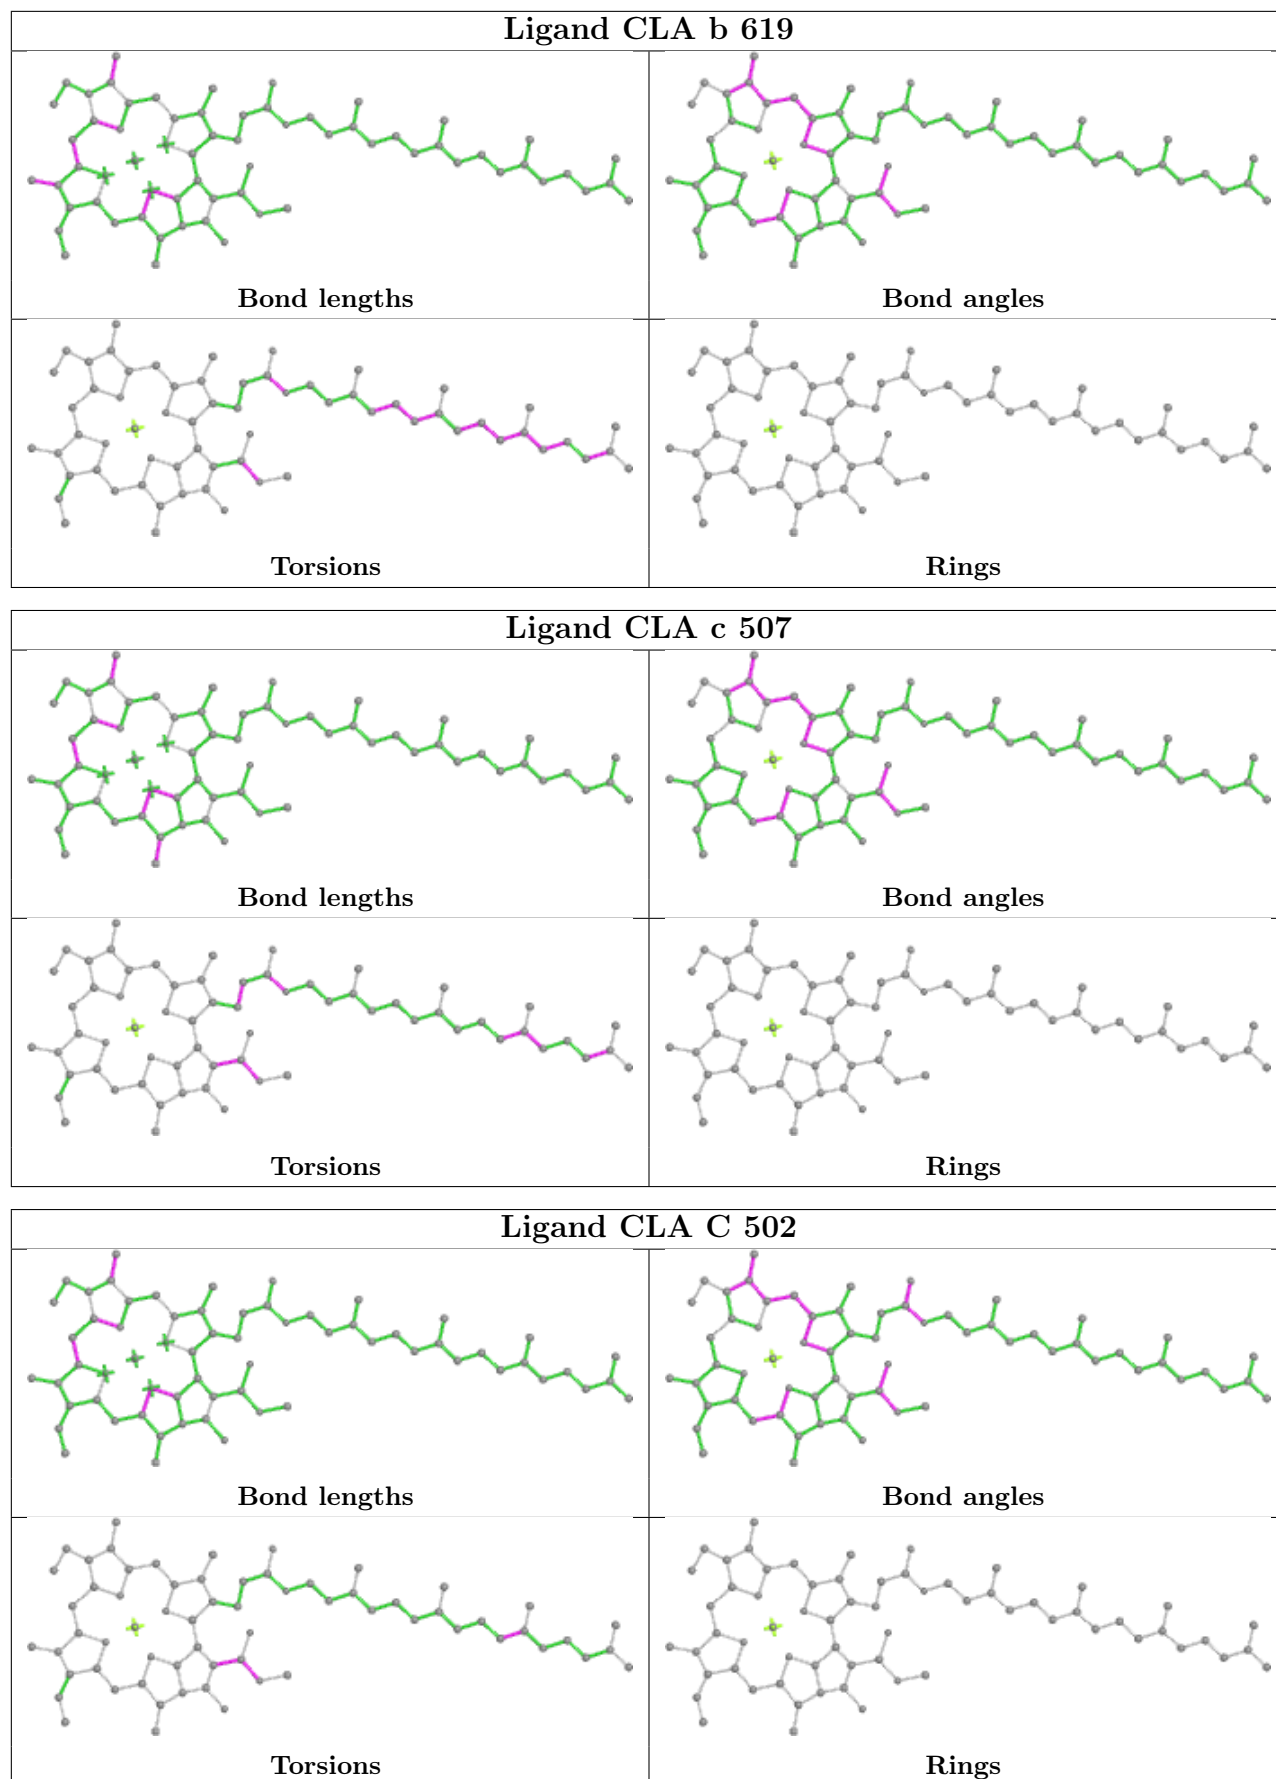 Ligand CLA b 619
Bond lengths
Bond angles
Torsions
Rings
Ligand CLA c 507
Bond lengths
Bond angles
Torsions
Rings
Ligand CLA C 502
Bond lengths
Bond angles
Torsions
Rings